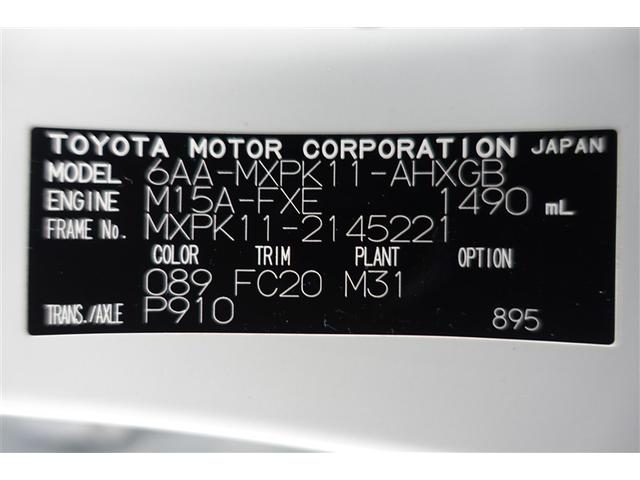 TOYOTA MOTOR CORPORATION JAPAN
MODEL 6AA-MXPK11-AHXGB
ENGINE M15A-FXE 1490 mL
FRAME No. MXPK11-2145221
COLOR TRIM PLANT OPTION
089 FC20 M31
TRANS./AXLE P910 895